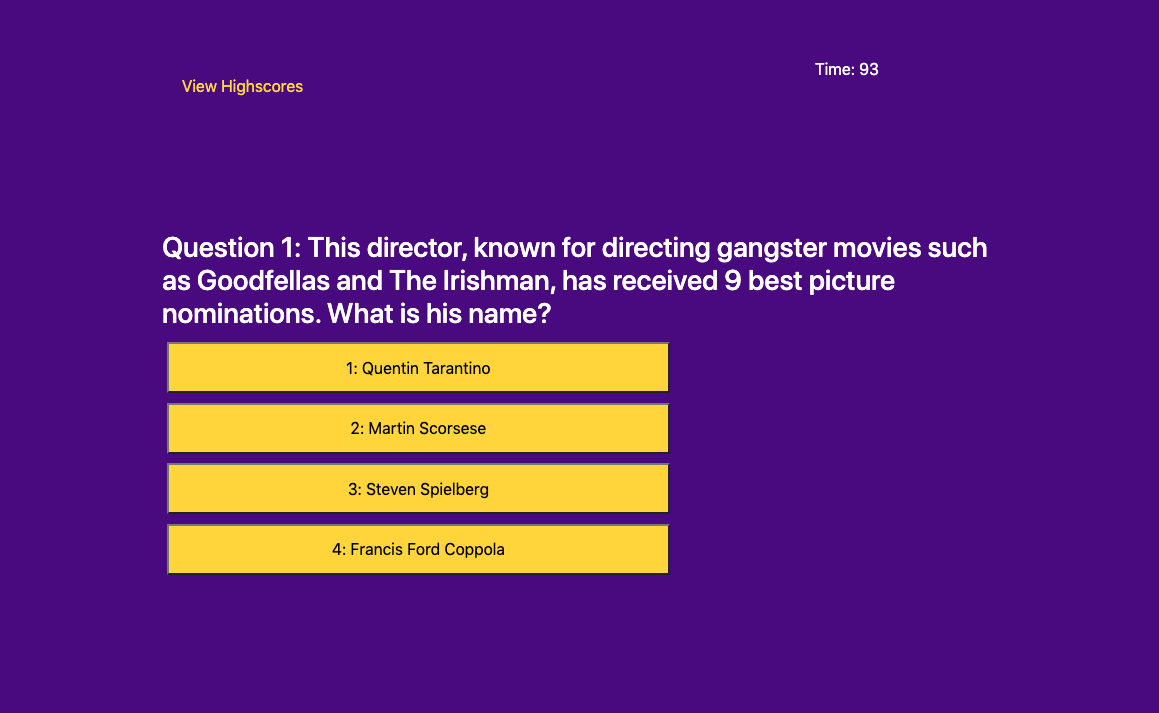 View Highscores
Time: 93
Question 1: This director, known for directing gangster movies such
as Goodfellas and The Irishman, has received 9 best picture
nominations. What is his name?
1: Quentin Tarantino
2: Martin Scorsese
3: Steven Spielberg
4: Francis Ford Coppola